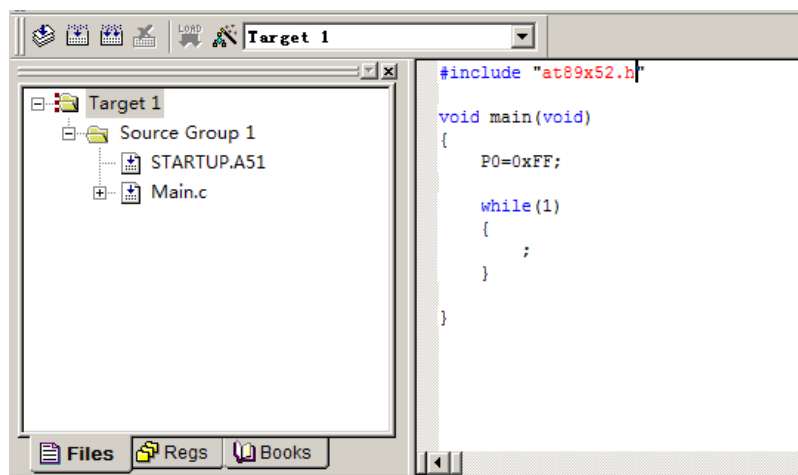 LOAD
Target 1
Target 1
Source Group 1
STARTUP.A51
Main.c
Files
Regs
Books
#include "at89x52.h"
void main(void)
{
P0=0xFF;
while(1)
{
;
}
}